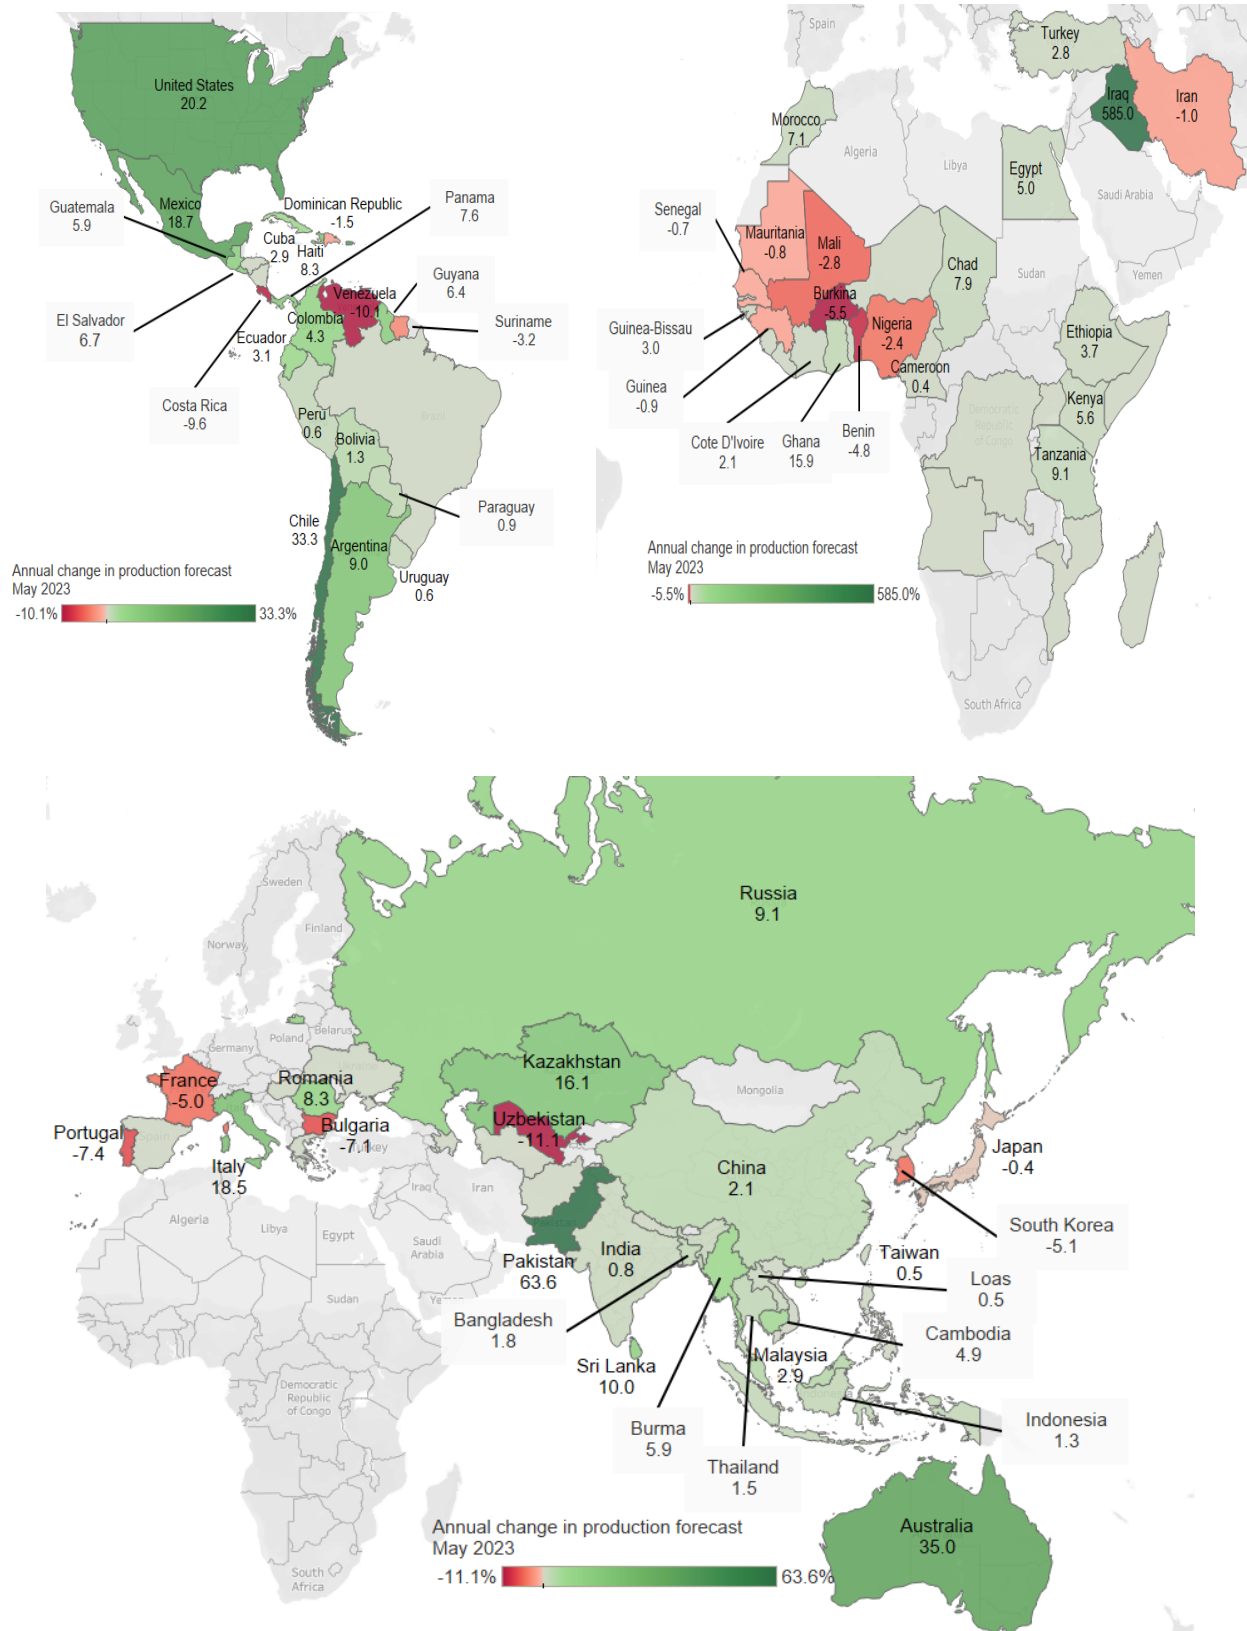 United States
20.2
Mexico
18.7
Guatemala
5.9
Dominican Republic
-1.5
Panama
7.6
Cuba
2.9
Haiti
8.3
Guyana
6.4
Venezuela
-10.1
El Salvador
6.7
Colombia
4.3
Suriname
-3.2
Ecuador
3.1
Costa Rica
-9.6
Brazil
Peru
0.6
Bolivia
1.3
Paraguay
0.9
Chile
33.3
Argentina
9.0
Uruguay
0.6
Annual change in production forecast
May 2023
-10.1%
33.3%
Spain
Turkey
2.8
Iraq
585.0
Iran
-1.0
Morocco
7.1
Algeria
Libya
Egypt
5.0
Saudi Arabia
Senegal
-0.7
Mauritania
-0.8
Mali
-2.8
Chad
7.9
Sudan
Yemen
Burkina
-5.5
Guinea-Bissau
3.0
Nigeria
-2.4
Ethiopia
3.7
Cameroon
0.4
Guinea
-0.9
Kenya
5.6
Democratic
Republic
of Congo
Cote D'Ivoire
2.1
Ghana
15.9
Benin
-4.8
Tanzania
9.1
Annual change in production forecast
May 2023
-5.5%
585.0%
South Africa
Russia
9.1
Sweden
Finland
Norway
Belarus
Poland
Germany
Ukraine
Kazakhstan
16.1
Mongolia
France
-5.0
Romania
8.3
Uzbekistan
-11.1
Portugal
-7.4
Spain
Bulgaria
-7.1
Turkey
Japan
-0.4
Italy
18.5
China
2.1
Iraq
Iran
Algeria
Libya
Egypt
Saudi
Arabia
Pakistan
Pakistan
63.6
India
0.8
South Korea
-5.1
Taiwan
0.5
Loas
0.5
Sudan
Yemen
Bangladesh
1.8
Cambodia
4.9
Sri Lanka
10.0
Malaysia
2.9
Indonesia
Democratic
Republic
of Congo
Burma
5.9
Indonesia
1.3
Thailand
1.5
Annual change in production forecast
May 2023
-11.1%
63.6%
Australia
35.0
South
Africa